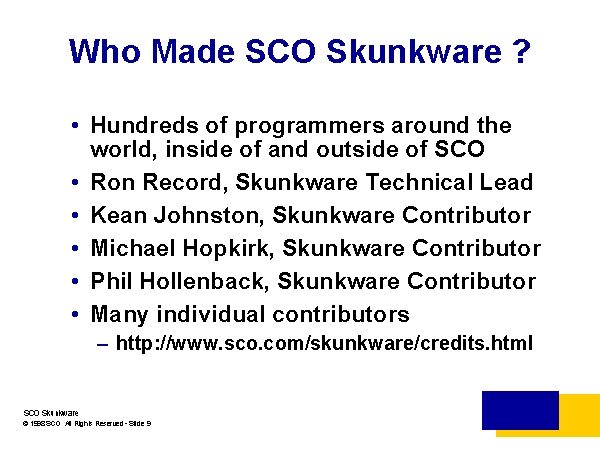 Who Made SCO Skunkware ?
• Hundreds of programmers around the
world, inside of and outside of SCO
• Ron Record, Skunkware Technical Lead
• Kean Johnston, Skunkware Contributor
• Michael Hopkirk, Skunkware Contributor
• Phil Hollenback, Skunkware Contributor
• Many individual contributors
– http://www.sco.com/skunkware/credits.html
SCO Skunkware
© 1998 SCO All Rights Reserved - Slide 9